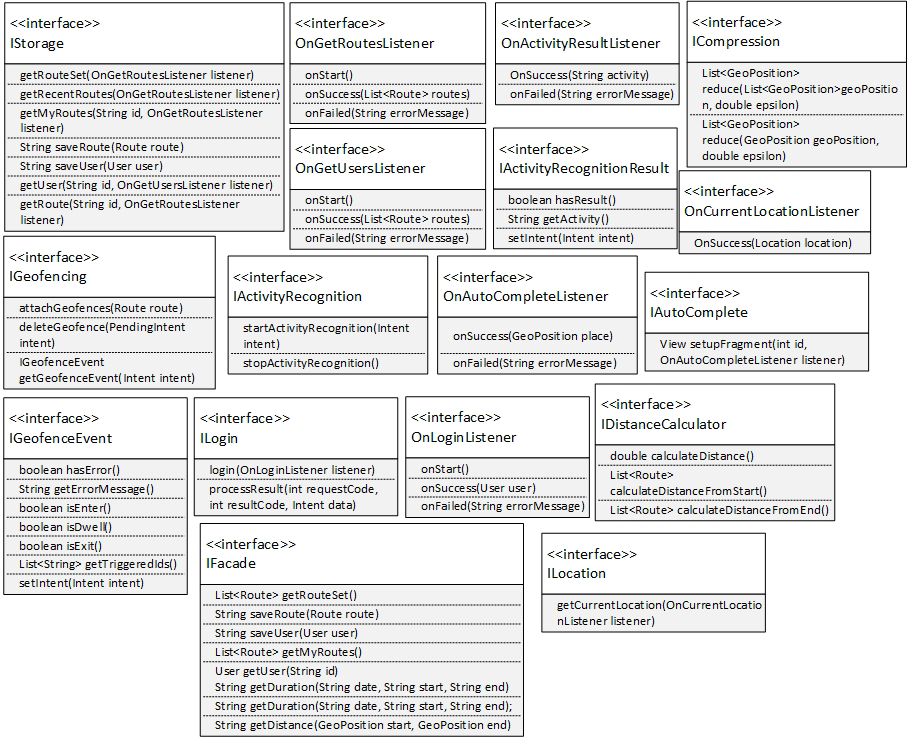 <<interface>>
IStorage
getRouteSet(OnGetRoutesListener listener)
getRecentRoutes(OnGetRoutesListener listener)
getMyRoutes(String id, OnGetRoutesListener
listener)
String saveRoute(Route route)
String saveUser(User user)
getUser(String id, OnGetUsersListener listener)
getRoute(String id, OnGetRoutesListener
listener)
<<interface>>
OnGetRoutesListener
onStart()
onSuccess(List<Route> routes)
onFailed(String errorMessage)
<<interface>>
OnActivityResultListener
OnSuccess(String activity)
onFailed(String errorMessage)
<<interface>>
ICompression
List<GeoPosition>
reduce(List<GeoPosition>geoPositio
n, double epsilon)
List<GeoPosition>
reduce(GeoPosition geoPosition,
double epsilon)
<<interface>>
OnGetUsersListener
onStart()
onSuccess(List<Route> routes)
onFailed(String errorMessage)
<<interface>>
IActivityRecognitionResult
boolean hasResult()
String getActivity()
setIntent(Intent intent)
<<interface>>
OnCurrentLocationListener
OnSuccess(Location location)
<<interface>>
IGeofencing
attachGeofences(Route route)
deleteGeofence(PendingIntent
intent)
IGeofenceEvent
getGeofenceEvent(Intent intent)
<<interface>>
IActivityRecognition
startActivityRecognition(Intent
intent)
stopActivityRecognition()
<<interface>>
OnAutoCompleteListener
onSuccess(GeoPosition place)
onFailed(String errorMessage)
<<interface>>
IAutoComplete
View setupFragment(int id,
OnAutoCompleteListener listener)
<<interface>>
IGeofenceEvent
boolean hasError()
String getErrorMessage()
boolean isEnter()
boolean isDwell()
boolean isExit()
List<String> getTriggeredIds()
setIntent(Intent intent)
<<interface>>
ILogin
login(OnLoginListener listener)
processResult(int requestCode,
int resultCode, Intent data)
<<interface>>
OnLoginListener
onStart()
onSuccess(User user)
onFailed(String errorMessage)
<<interface>>
IDistanceCalculator
double calculateDistance()
List<Route>
calculateDistanceFromStart()
List<Route> calculateDistanceFromEnd()
<<interface>>
IFacade
List<Route> getRouteSet()
String saveRoute(Route route)
String saveUser(User user)
List<Route> getMyRoutes()
User getUser(String id)
String getDuration(String date, String start, String end)
String getDuration(String date, String start, String end);
String getDistance(GeoPosition start, GeoPosition end)
<<interface>>
ILocation
getCurrentLocation(OnCurrentLocatio
nListener listener)